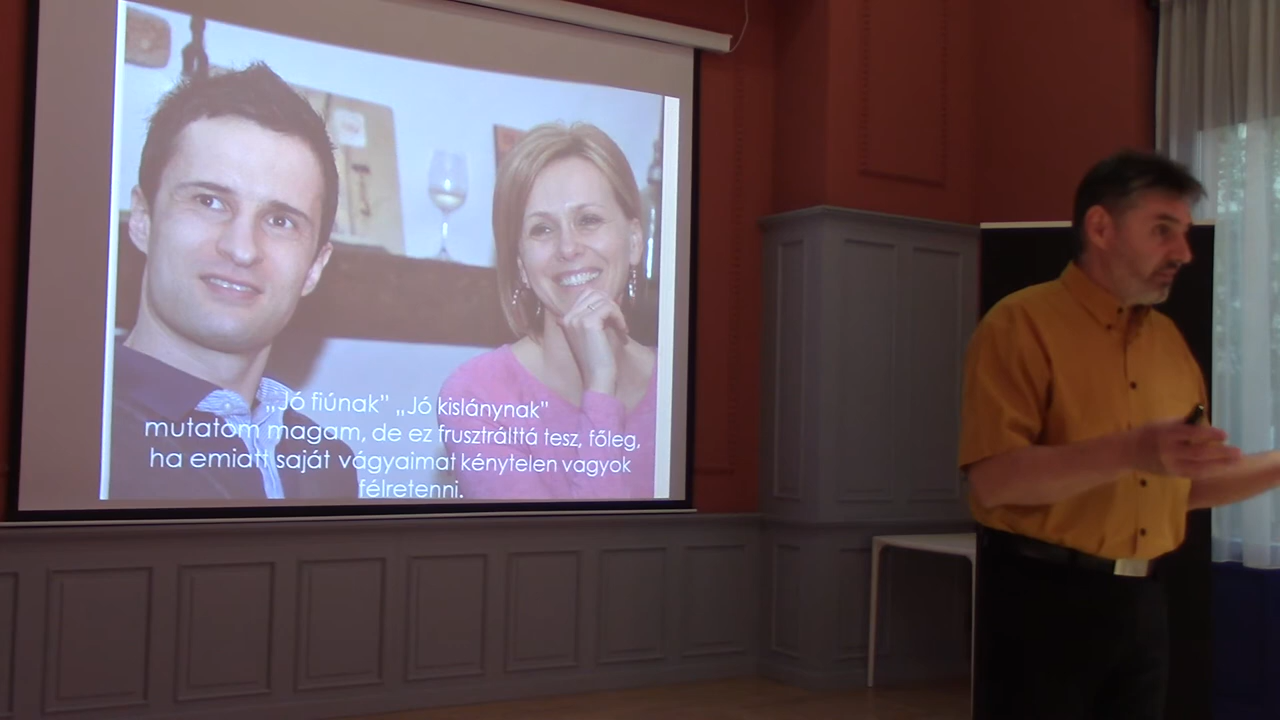 „Jó fiúnak” „Jó kislánynak”
mutatom magam, de ez frusztrálttá tesz, főleg,
ha emiatt saját vágyaimat kénytelen vagyok
félretenni.